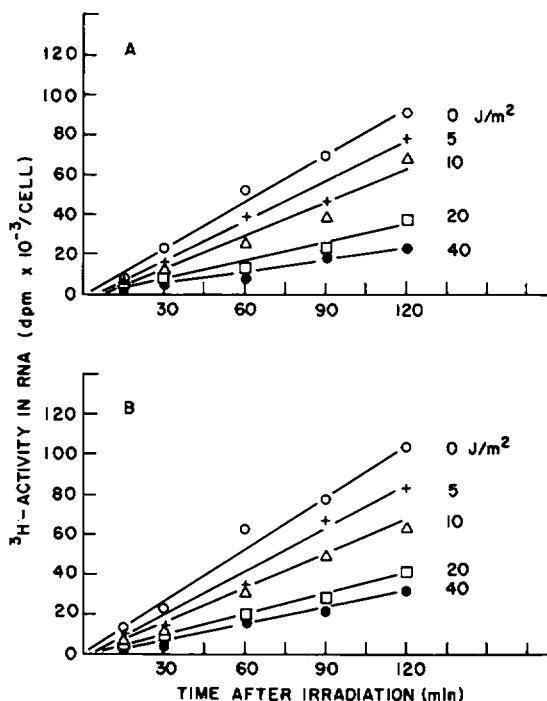 A
120
100
80
60
40
20
0
0 J/m²
5
10
20
40
30 60 90 120
B
120
100
80
60
40
20
0
0 J/m²
5
10
20
40
30 60 90 120
³H-ACTIVITY IN RNA (dpm x 10⁻³/CELL)
TIME AFTER IRRADIATION (min)